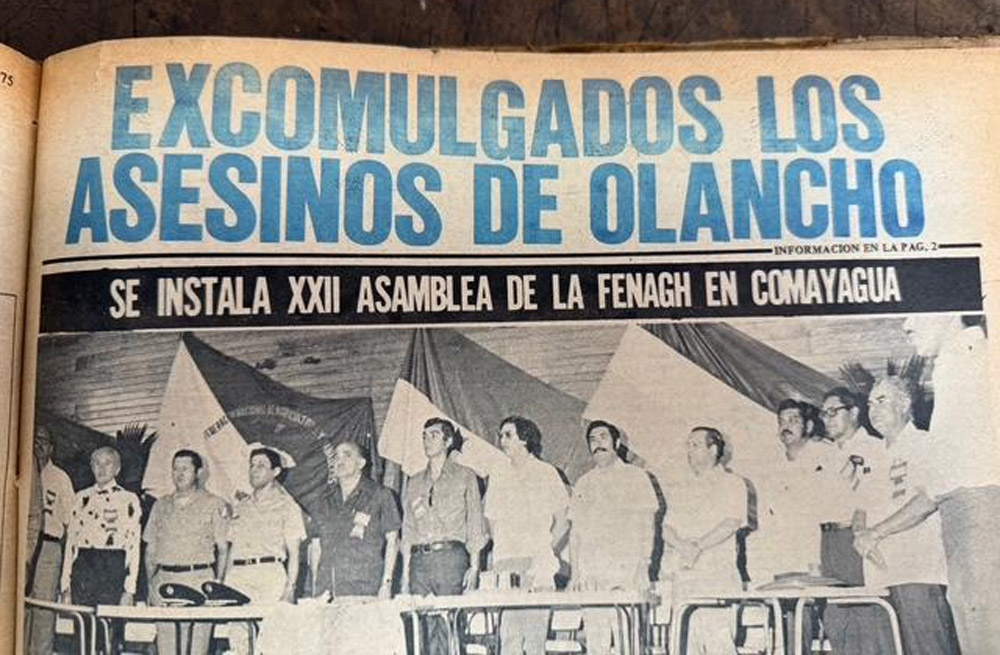 75
EXCOMULGADOS LOS
ASESINOS DE OLANCHO
INFORMACION EN LA PAG. 2
SE INSTALA XXII ASAMBLEA DE LA FENAGH EN COMAYAGUA